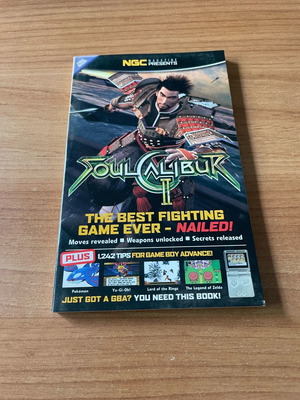 NGC MAGAZINE
PRESENTS
SOULCALIBUR
II
THE BEST FIGHTING
GAME EVER - NAILED!
Moves revealed ■ Weapons unlocked ■ Secrets released
PLUS 1,242 TIPS FOR GAME BOY ADVANCE!
Pokémon Yu-Gi-Oh! Lord of the Rings The Legend of Zelda
JUST GOT A GBA? YOU NEED THIS BOOK!